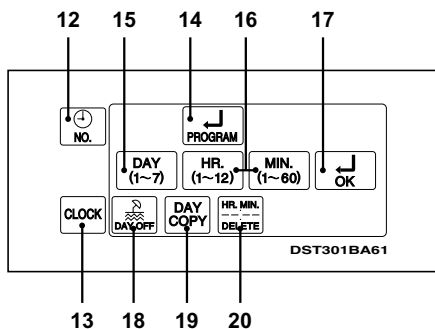 12 15 14 16 17
NO.
PROGRAM
DAY
(1~7)
HR.
(1~12)
MIN.
(1~60)
OK
CLOCK
DAY OFF
DAY
COPY
HR. MIN.
DELETE
DST301BA61
13 18 19 20